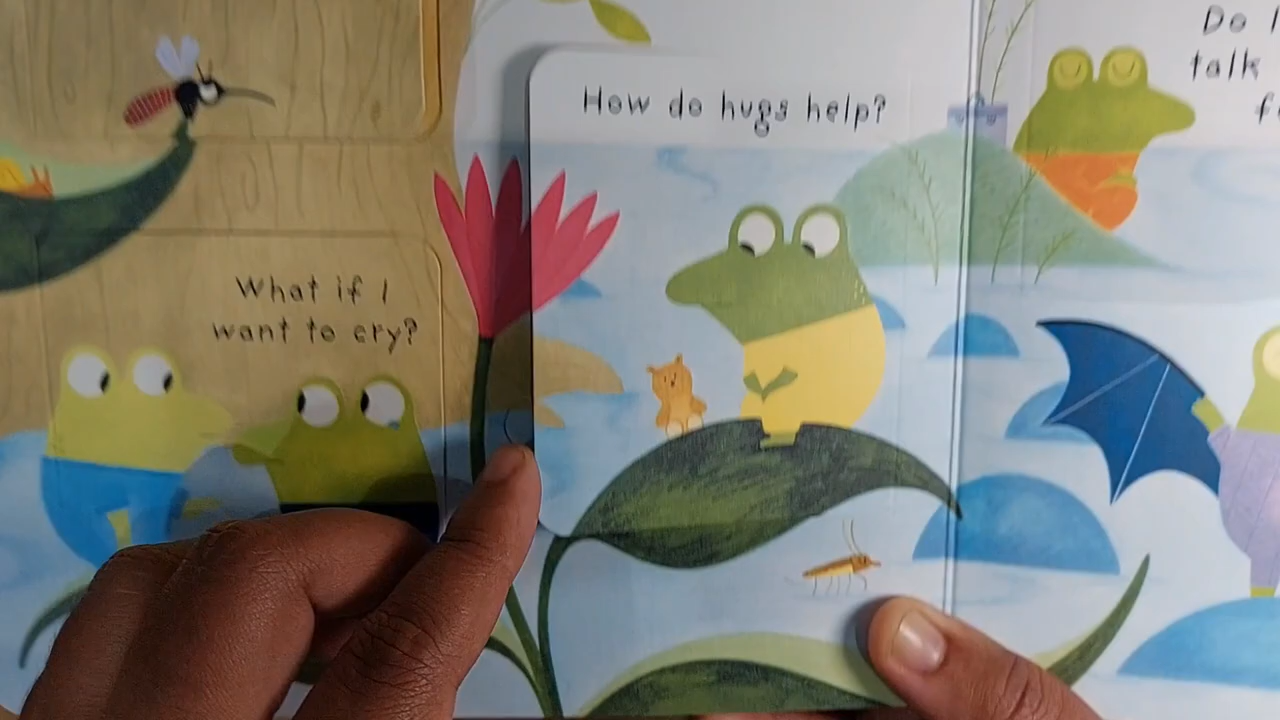 What if I
want to cry?
How do hugs help?
Do
talk